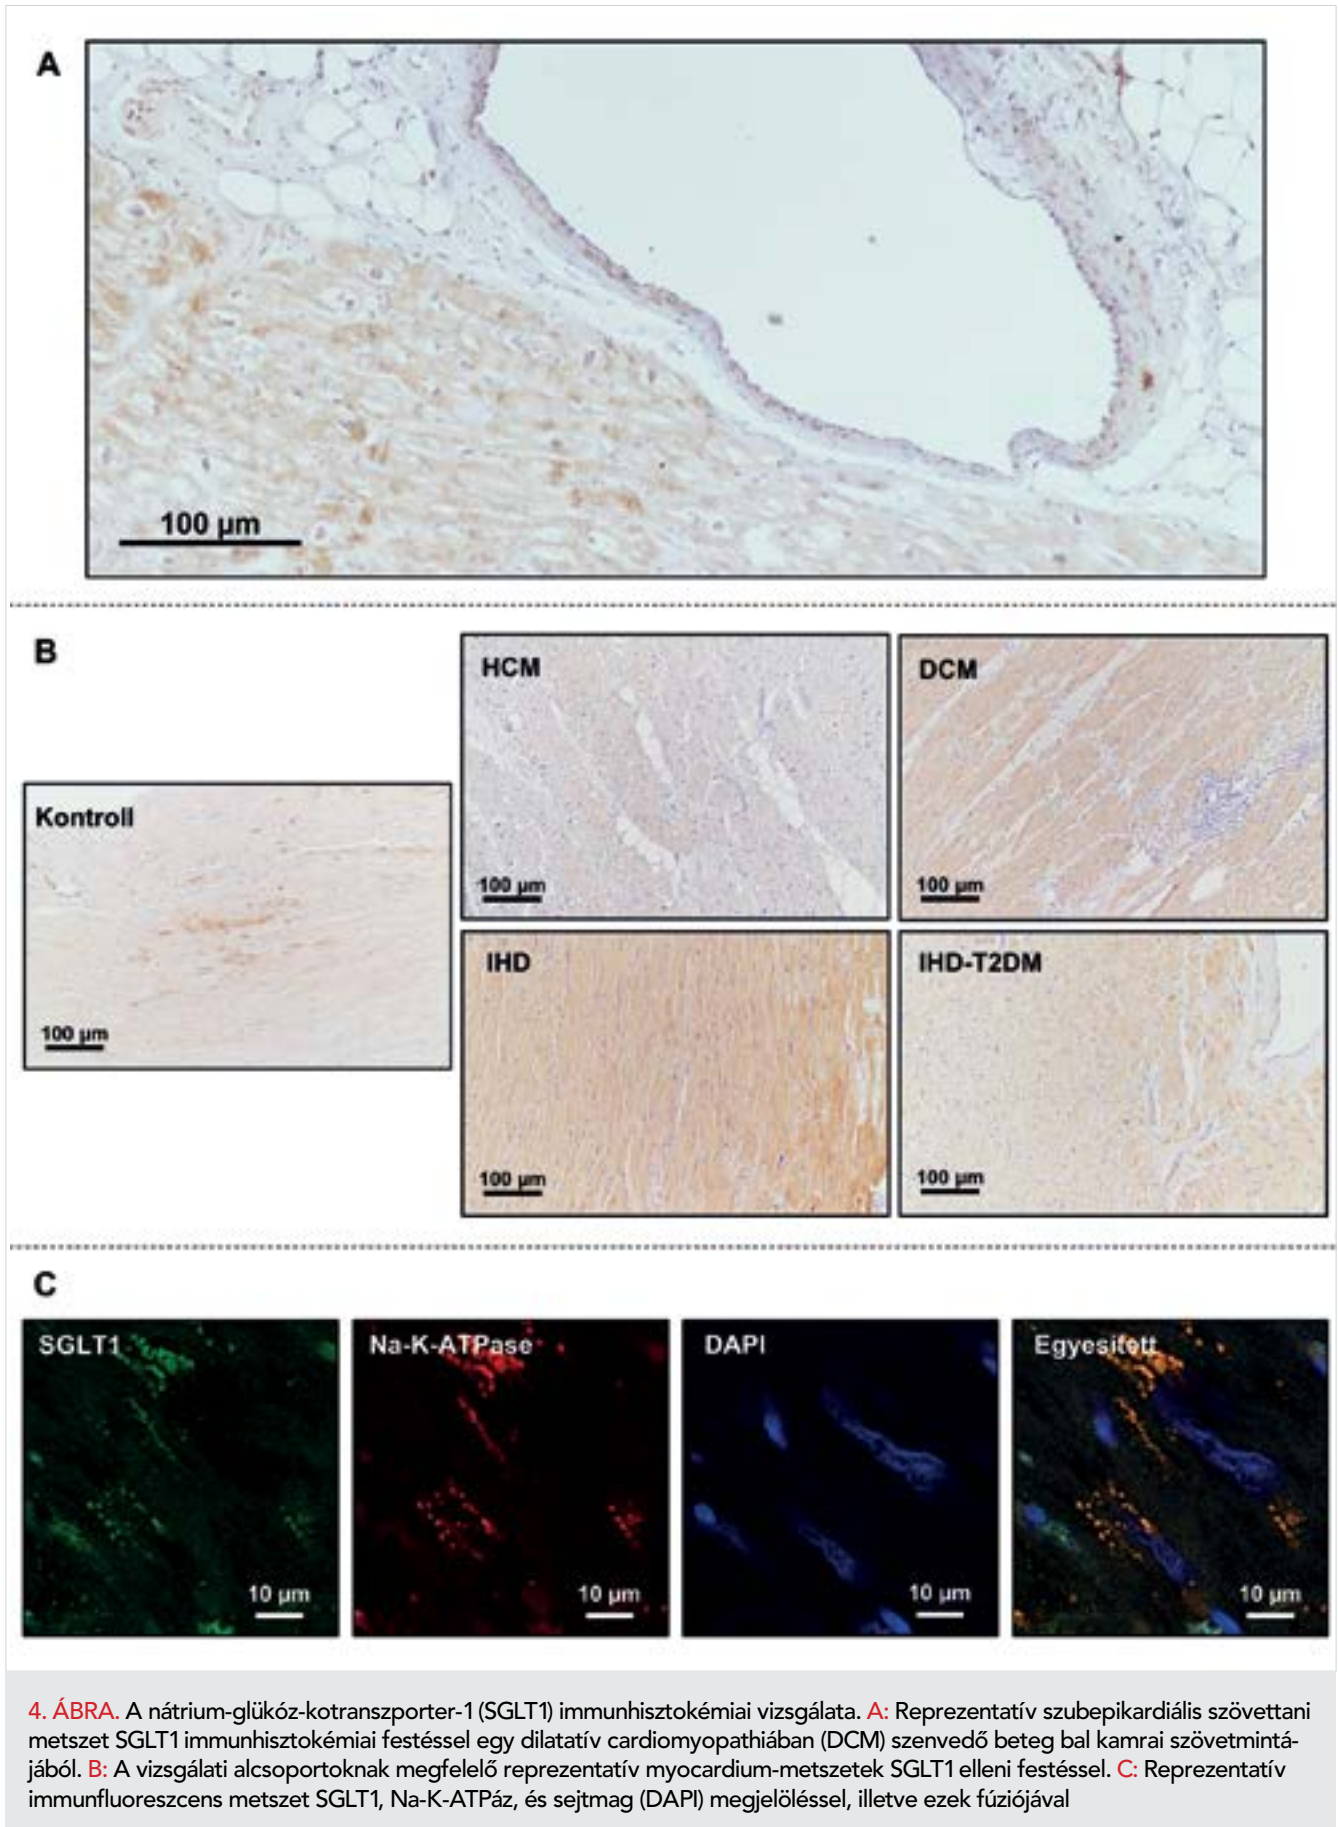 A
100 µm
B
HCM
100 µm
DCM
100 µm
Kontroll
100 µm
IHD
100 µm
IHD-T2DM
100 µm
C
SGLT1
10 µm
Na-K-ATPase
10 µm
DAPI
10 µm
Egyesített
10 µm
4. ÁBRA. A nátrium-glükóz-kotranszporter-1 (SGLT1) immunhisztokémiai vizsgálata. A: Reprezentatív szubepikardiális szövettani
metszet SGLT1 immunhisztokémiai festéssel egy dilatatív cardiomyopathiában (DCM) szenvedő beteg bal kamrai szövetmintá-
jából. B: A vizsgálati alcsoportoknak megfelelő reprezentatív myocardium-metszetek SGLT1 elleni festéssel. C: Reprezentatív
immunfluoreszcens metszet SGLT1, Na-K-ATPáz, és sejtmag (DAPI) megjelöléssel, illetve ezek fúziójával